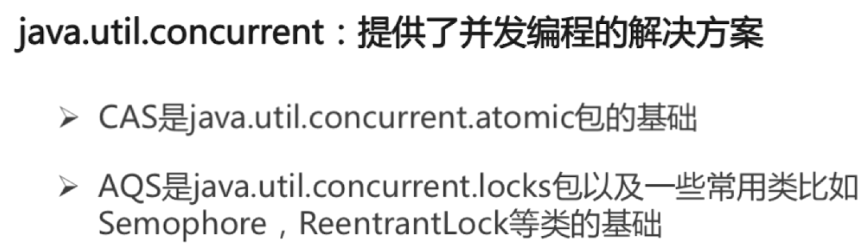 java.util.concurrent：提供了并发编程的解决方案
➢ CAS是java.util.concurrent.atomic包的基础
➢ AQS是java.util.concurrent.locks包以及一些常用类比如
Semophore，ReentrantLock等类的基础